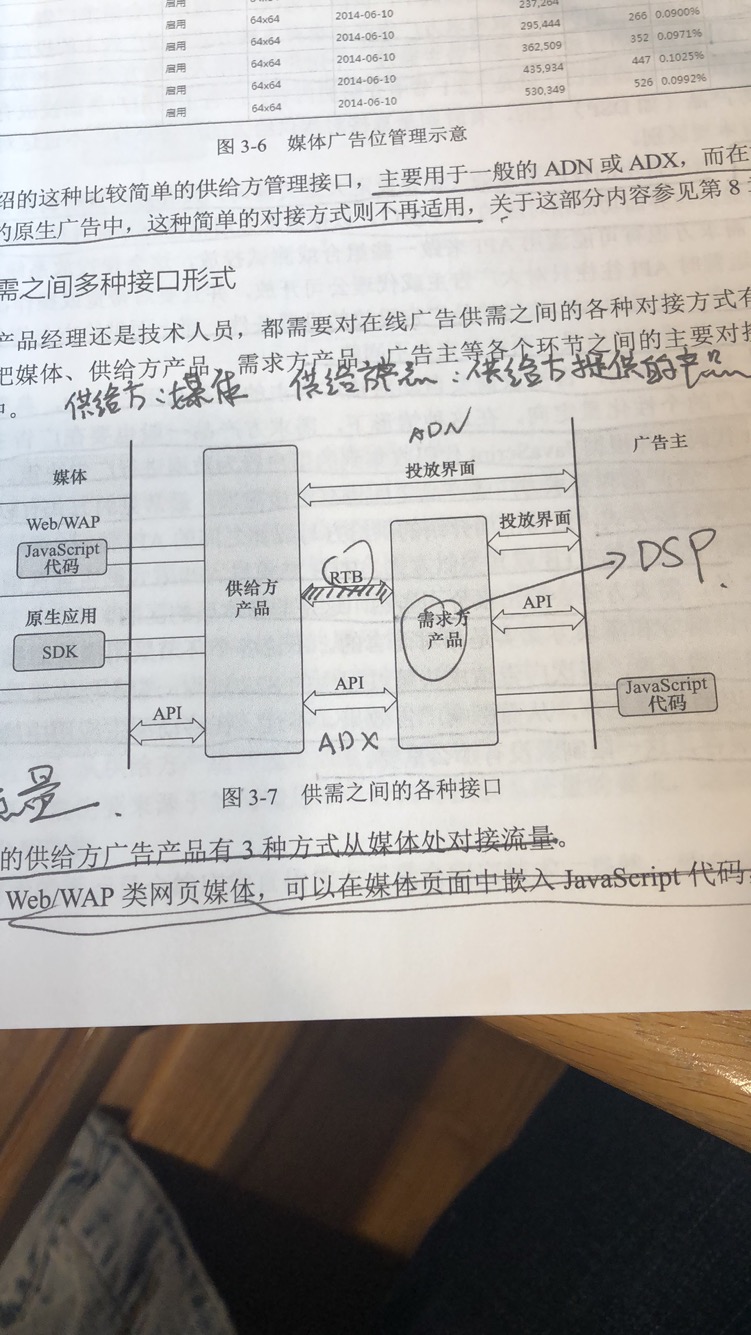 启用 64x64 2014-06-10 237,264
启用 64x64 2014-06-10 295,444 266 0.0900%
启用 64x64 2014-06-10 362,509 352 0.0971%
启用 64x64 2014-06-10 435,934 447 0.1025%
启用 64x64 2014-06-10 530,349 526 0.0992%
图 3-6 媒体广告位管理示意
绍的这种比较简单的供给方管理接口，主要用于一般的 ADN 或 ADX，而在
的原生广告中，这种简单的对接方式则不再适用，关于这部分内容参见第 8
需之间多种接口形式
产品经理还是技术人员，都需要对在线广告供需之间的各种对接方式有
把媒体、供给方产品、需求方产品、广告主等各个环节之间的主要对接
中。
供给方：媒体 供给产品：供给方提供的产品
ADN
媒体
广告主
投放界面
Web/WAP
投放界面
JavaScript
代码
供给方
产品
RTB
DSP.
原生应用
需求方
产品
API
SDK
API
API
JavaScript
代码
ADX
图 3-7 供需之间的各种接口
量.
的供给方广告产品有 3 种方式从媒体处对接流量。
Web/WAP 类网页媒体，可以在媒体页面中嵌入 JavaScript 代码，